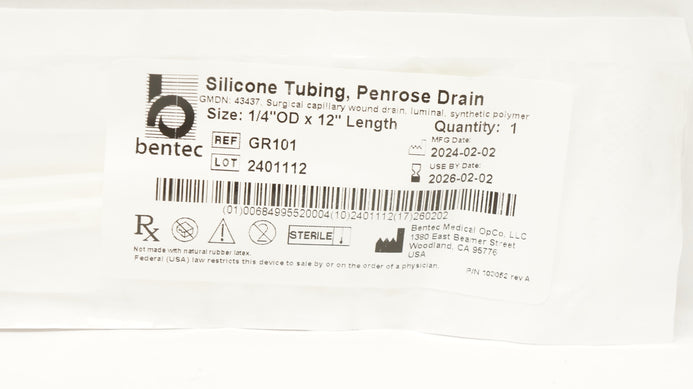 bentec
Silicone Tubing, Penrose Drain
GMDN: 43437. Surgical capillary wound drain, luminal, synthetic polymer
Size: 1/4"OD x 12" Length
Quantity: 1
REF GR101
LOT 2401112
MFG Date:
2024-02-02
USE BY Date:
2026-02-02
(01)00684995520004(10)2401112(17)260202
Rx
STERILE
Bentec Medical OpCo, LLC
1380 East Beamer Street
Woodland, CA 95776
USA
Not made with natural rubber latex.
Federal (USA) law restricts this device to sale by or on the order of a physician.
P/N 102052 rev A